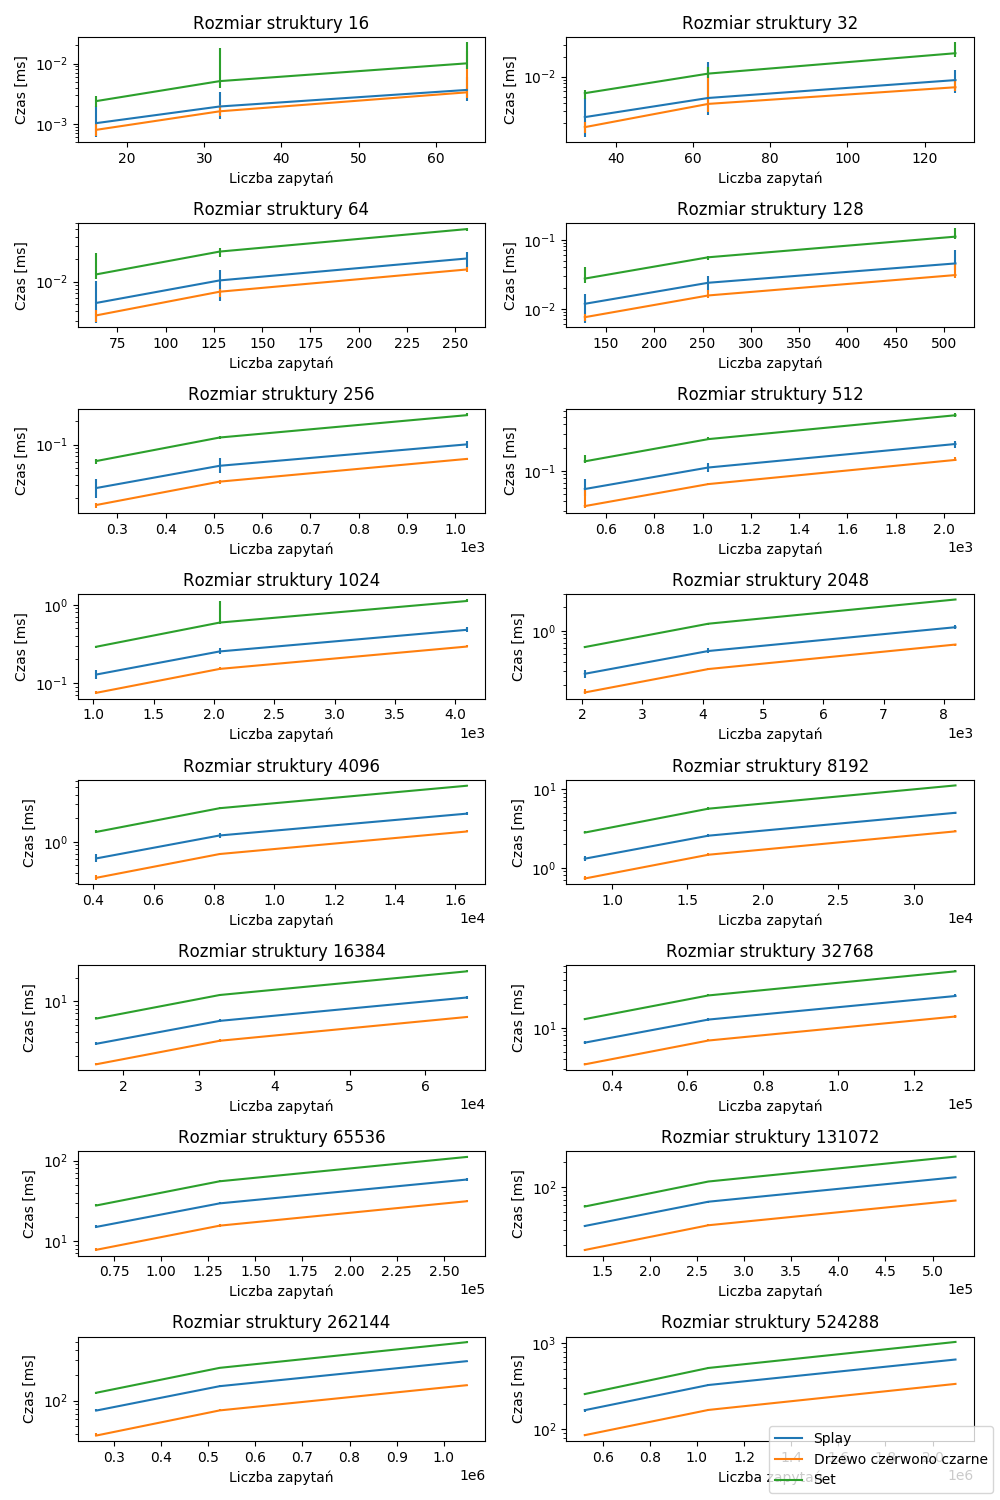 Rozmiar struktury 16
Czas [ms]
10⁻²
10⁻³
20 30 40 50 60
Liczba zapytań
Rozmiar struktury 32
Czas [ms]
10⁻²
40 60 80 100 120
Liczba zapytań
Rozmiar struktury 64
Czas [ms]
10⁻²
75 100 125 150 175 200 225 250
Liczba zapytań
Rozmiar struktury 128
Czas [ms]
10⁻¹
10⁻²
150 200 250 300 350 400 450 500
Liczba zapytań
Rozmiar struktury 256
Czas [ms]
10⁻¹
0.3 0.4 0.5 0.6 0.7 0.8 0.9 1.0
Liczba zapytań
1e3
Rozmiar struktury 512
Czas [ms]
10⁻¹
0.6 0.8 1.0 1.2 1.4 1.6 1.8 2.0
Liczba zapytań
1e3
Rozmiar struktury 1024
Czas [ms]
10⁰
10⁻¹
1.0 1.5 2.0 2.5 3.0 3.5 4.0
Liczba zapytań
1e3
Rozmiar struktury 2048
Czas [ms]
10⁰
2 3 4 5 6 7 8
Liczba zapytań
1e3
Rozmiar struktury 4096
Czas [ms]
10⁰
0.4 0.6 0.8 1.0 1.2 1.4 1.6
Liczba zapytań
1e4
Rozmiar struktury 8192
Czas [ms]
10¹
10⁰
1.0 1.5 2.0 2.5 3.0
Liczba zapytań
1e4
Rozmiar struktury 16384
Czas [ms]
10¹
2 3 4 5 6
Liczba zapytań
1e4
Rozmiar struktury 32768
Czas [ms]
10¹
0.4 0.6 0.8 1.0 1.2
Liczba zapytań
1e5
Rozmiar struktury 65536
Czas [ms]
10²
10¹
0.75 1.00 1.25 1.50 1.75 2.00 2.25 2.50
Liczba zapytań
1e5
Rozmiar struktury 131072
Czas [ms]
10²
1.5 2.0 2.5 3.0 3.5 4.0 4.5 5.0
Liczba zapytań
1e5
Rozmiar struktury 262144
Czas [ms]
10²
0.3 0.4 0.5 0.6 0.7 0.8 0.9 1.0
Liczba zapytań
1e6
Rozmiar struktury 524288
Czas [ms]
10³
10²
0.6 0.8 1.0 1.2 1.4 1.6 1.8 2.0
Liczba zapytań
1e6
Splay
Drzewo czerwono czarne
Set